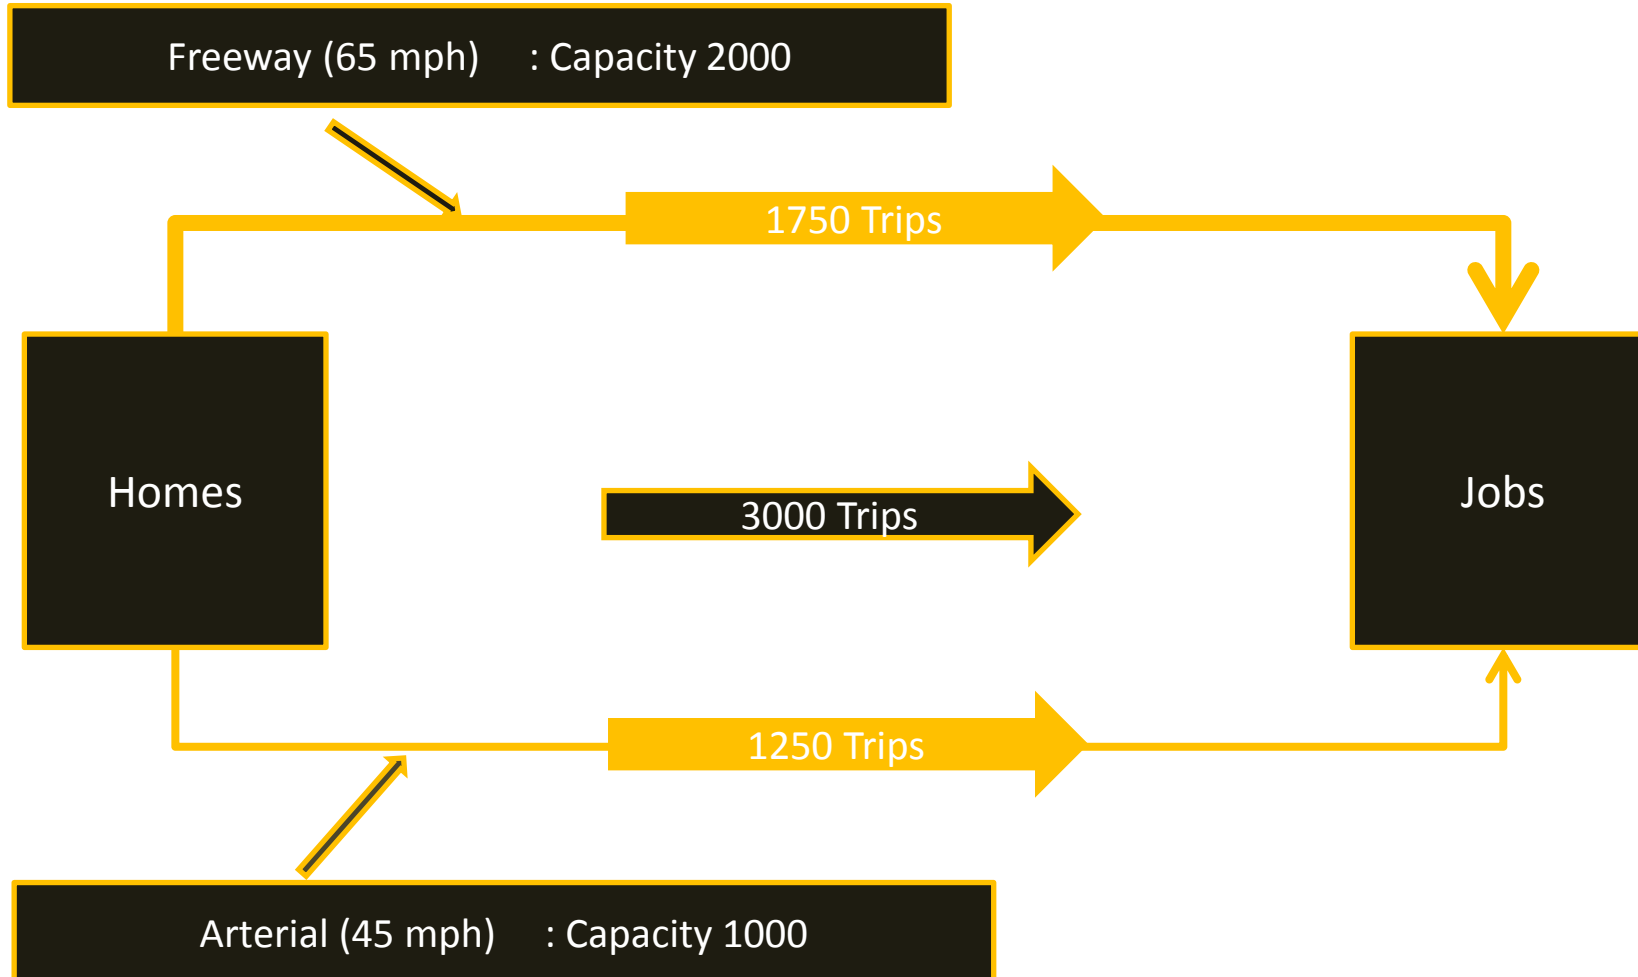 Freeway (65 mph) : Capacity 2000
1750 Trips
Homes
3000 Trips
Jobs
1250 Trips
Arterial (45 mph) : Capacity 1000